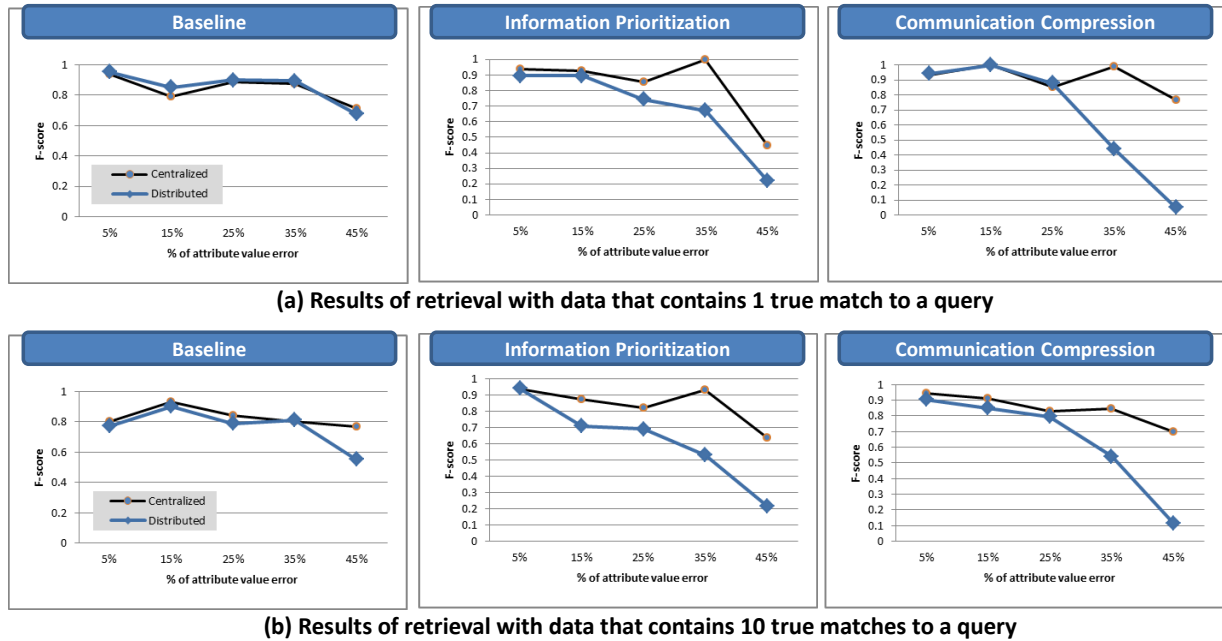 Baseline
Information Prioritization
Communication Compression
1
0.8
0.6
0.4
0.2
0
F-score
Centralized
Distributed
5% 15% 25% 35% 45%
% of attribute value error
1
0.9
0.8
0.7
0.6
0.5
0.4
0.3
0.2
0.1
0
F-score
5% 15% 25% 35% 45%
% of attribute value error
1
0.9
0.8
0.7
0.6
0.5
0.4
0.3
0.2
0.1
0
F-score
5% 15% 25% 35% 45%
% of attribute value error
(a) Results of retrieval with data that contains 1 true match to a query
Baseline
Information Prioritization
Communication Compression
1
0.8
0.6
0.4
0.2
0
F-score
Centralized
Distributed
5% 15% 25% 35% 45%
% of attribute value error
1
0.9
0.8
0.7
0.6
0.5
0.4
0.3
0.2
0.1
0
F-score
5% 15% 25% 35% 45%
% of attribute value error
1
0.9
0.8
0.7
0.6
0.5
0.4
0.3
0.2
0.1
0
F-score
5% 15% 25% 35% 45%
% of attribute value error
(b) Results of retrieval with data that contains 10 true matches to a query